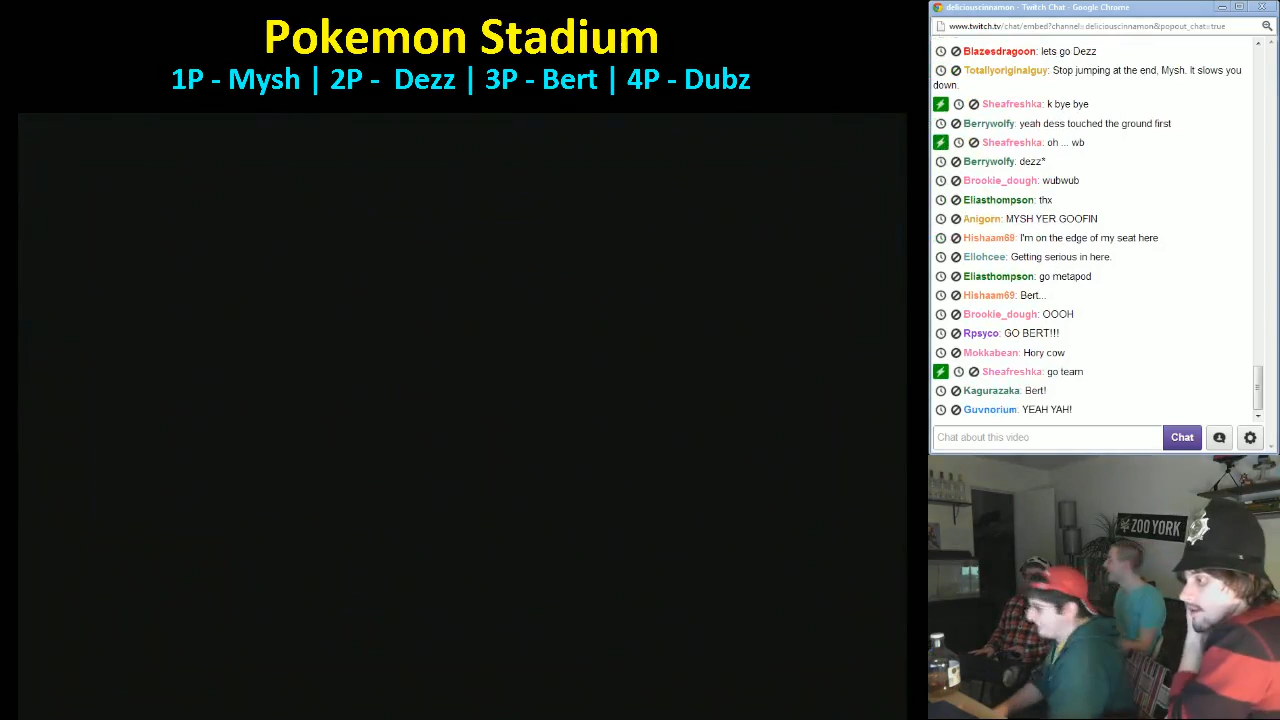 Pokemon Stadium
1P - Mysh | 2P - Dezz | 3P - Bert | 4P - Dubz
deliciouscinnamon - Twitch Chat - Google Chrome
www.twitch.tv/chat/embed?channel=deliciouscinnamon&popout_chat=true
Blazesdragoon: lets go Dezz
Totallyoriginalguy: Stop jumping at the end, Mysh. It slows you
down.
Sheafreshka: k bye bye
Berrywolfy: yeah dess touched the ground first
Sheafreshka: oh ... wb
Berrywolfy: dezz*
Brookie_dough: wubwub
Eliasthompson: thx
Anigorn: MYSH YER GOOFIN
Hishaam69: I'm on the edge of my seat here
Ellohcee: Getting serious in here.
Eliasthompson: go metapod
Hishaam69: Bert...
Brookie_dough: OOOH
Rpsyco: GO BERT!!!
Mokkabean: Hory cow
Sheafreshka: go team
Kagurazaka: Bert!
Guvnorium: YEAH YAH!
Chat about this video
Chat
ZOO YORK